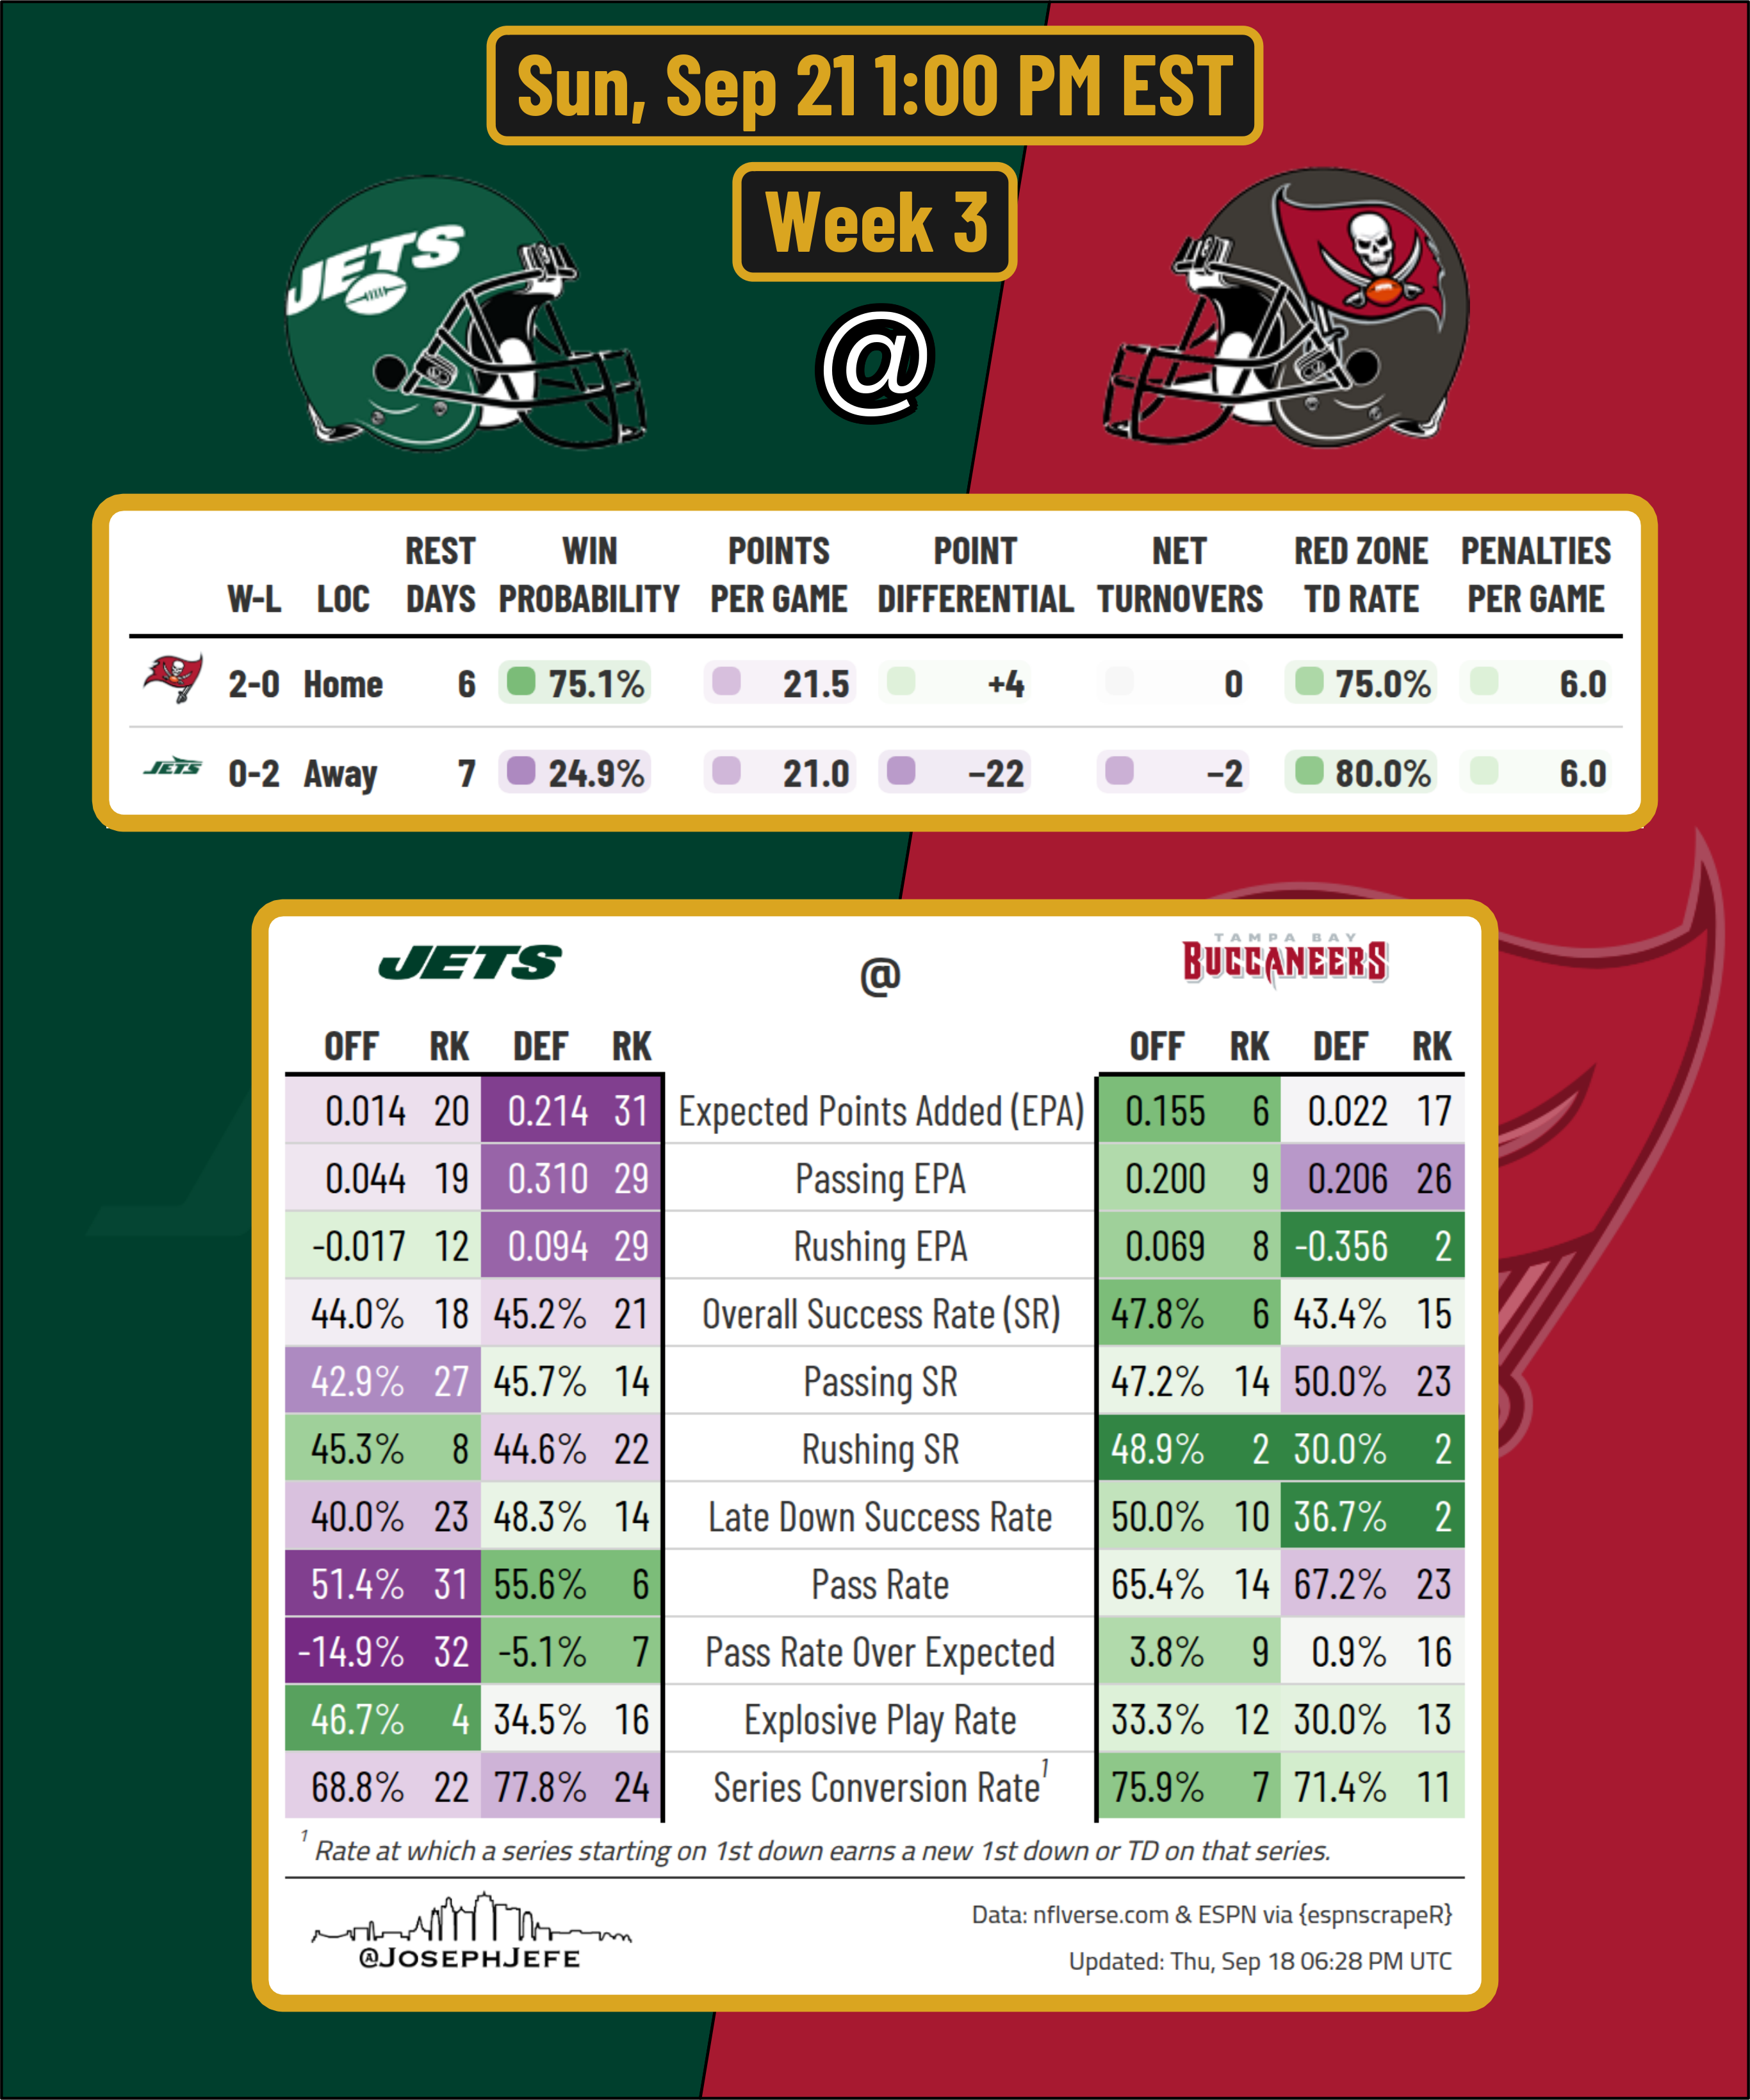 Sun, Sep 21 1:00 PM EST
Week 3
JETS
@
REST WIN POINTS POINT NET RED ZONE PENALTIES
W-L LOC DAYS PROBABILITY PER GAME DIFFERENTIAL TURNOVERS TD RATE PER GAME
2-0 Home 6 75.1% 21.5 +4 0 75.0% 6.0
JETS 0-2 Away 7 24.9% 21.0 −22 −2 80.0% 6.0
JETS @ TAMPA BAY
BUCCANEERS
OFF RK DEF RK OFF RK DEF RK
0.014 20 0.214 31 Expected Points Added (EPA) 0.155 6 0.022 17
0.044 19 0.310 29 Passing EPA 0.200 9 0.206 26
-0.017 12 0.094 29 Rushing EPA 0.069 8 -0.356 2
44.0% 18 45.2% 21 Overall Success Rate (SR) 47.8% 6 43.4% 15
42.9% 27 45.7% 14 Passing SR 47.2% 14 50.0% 23
45.3% 8 44.6% 22 Rushing SR 48.9% 2 30.0% 2
40.0% 23 48.3% 14 Late Down Success Rate 50.0% 10 36.7% 2
51.4% 31 55.6% 6 Pass Rate 65.4% 14 67.2% 23
-14.9% 32 -5.1% 7 Pass Rate Over Expected 3.8% 9 0.9% 16
46.7% 4 34.5% 16 Explosive Play Rate 33.3% 12 30.0% 13
68.8% 22 77.8% 24 Series Conversion Rate1 75.9% 7 71.4% 11
1 Rate at which a series starting on 1st down earns a new 1st down or TD on that series.
@JOSEPHJEFE
Data: nflverse.com & ESPN via {espnscrapeR}
Updated: Thu, Sep 18 06:28 PM UTC